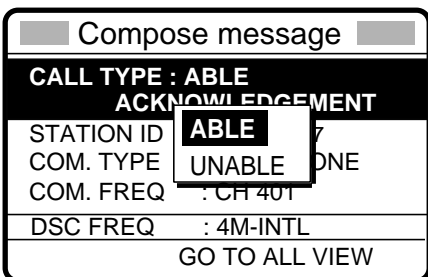 Compose message
CALL TYPE : ABLE
ACKNOWLEDGEMENT
STATION ID 7
ABLE
COM. TYPE
UNABLE
COM. FREQ : CH 401
DSC FREQ : 4M-INTL
GO TO ALL VIEW